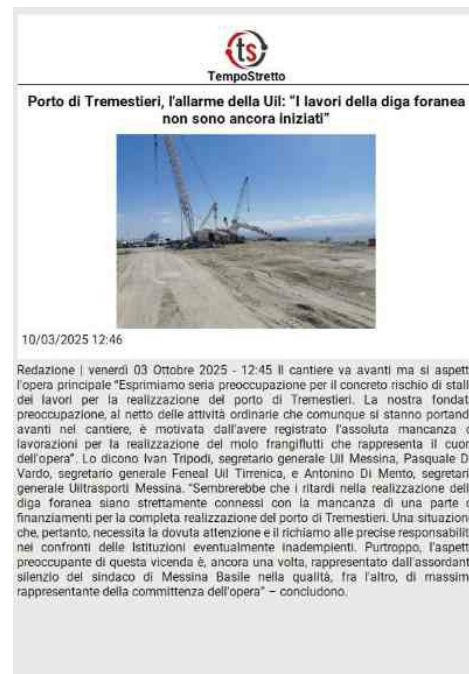 ts
TempoStretto
Porto di Tremestieri, l'allarme della Uil: "I lavori della diga foranea
non sono ancora iniziati"
10/03/2025 12:46
Redazione | venerdì 03 Ottobre 2025 - 12:45 Il cantiere va avanti ma si aspett
l'opera principale "Esprimiamo seria preoccupazione per il concreto rischio di stall
dei lavori per la realizzazione del porto di Tremestieri. La nostra fondat
preoccupazione, al netto delle attività ordinarie che comunque si stanno portand
avanti nel cantiere, è motivata dall'avere registrato l'assoluta mancanza d
lavorazioni per la realizzazione del molo frangiflutti che rappresenta il cuor
dell'opera". Lo dicono Ivan Tripodi, segretario generale Uil Messina, Pasquale D
Vardo, segretario generale Feneal Uil Tirrenica, e Antonino Di Mento, segretari
generale Uiltrasporti Messina. "Sembrerebbe che i ritardi nella realizzazione dell
diga foranea siano strettamente connessi con la mancanza di una parte d
finanziamenti per la completa realizzazione del porto di Tremestieri. Una situazion
che, pertanto, necessita la dovuta attenzione e il richiamo alle precise responsabilit
nei confronti delle Istituzioni eventualmente inadempienti. Purtroppo, l'aspett
preoccupante di questa vicenda è, ancora una volta, rappresentato dall'assordant
silenzio del sindaco di Messina Basile nella qualità, fra l'altro, di massim
rappresentante della committenza dell'opera" – concludono.